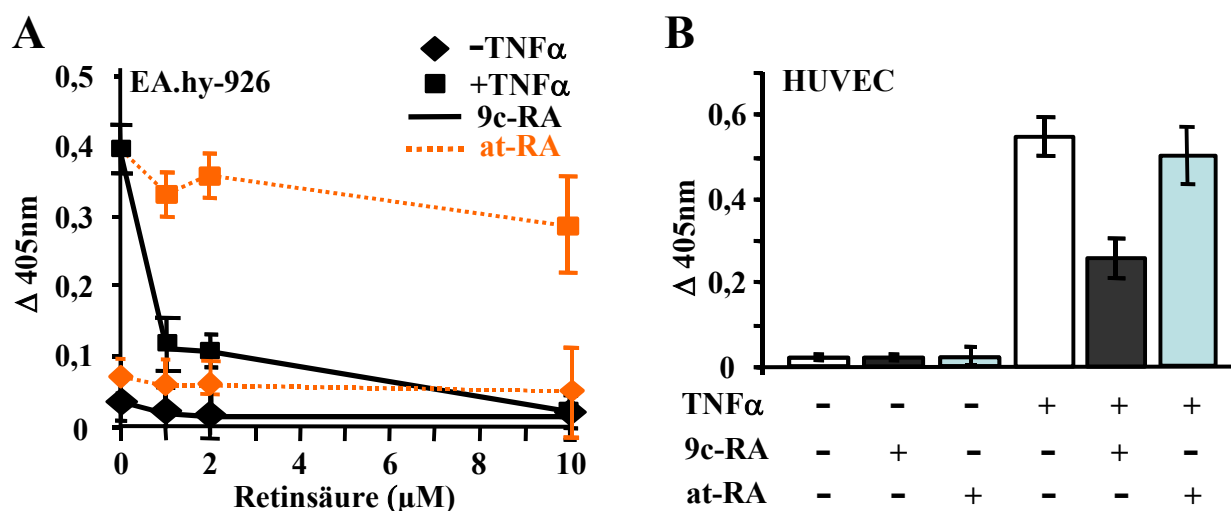 A
EA.hy-926
-TNFα
+TNFα
9c-RA
at-RA
Δ 405nm
0,5
0,4
0,3
0,2
0,1
0
0 2 4 6 8 10
Retinsäure (µM)
B
HUVEC
Δ 405nm
0,6
0,4
0,2
0
TNFα - - - + + +
9c-RA - + - - + -
at-RA - - + - - +